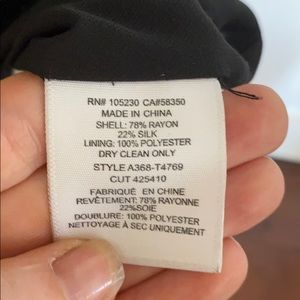 RN# 105230 CA#58350
MADE IN CHINA
SHELL: 78% RAYON
22% SILK
LINING: 100% POLYESTER
DRY CLEAN ONLY
STYLE A368-T4769
CUT 425410
FABRIQUÉ EN CHINE
REVÊTEMENT: 78% RAYONNE
22%SOIE
DOUBLURE: 100% POLYESTER
NETTOYAGE À SEC UNIQUEMENT